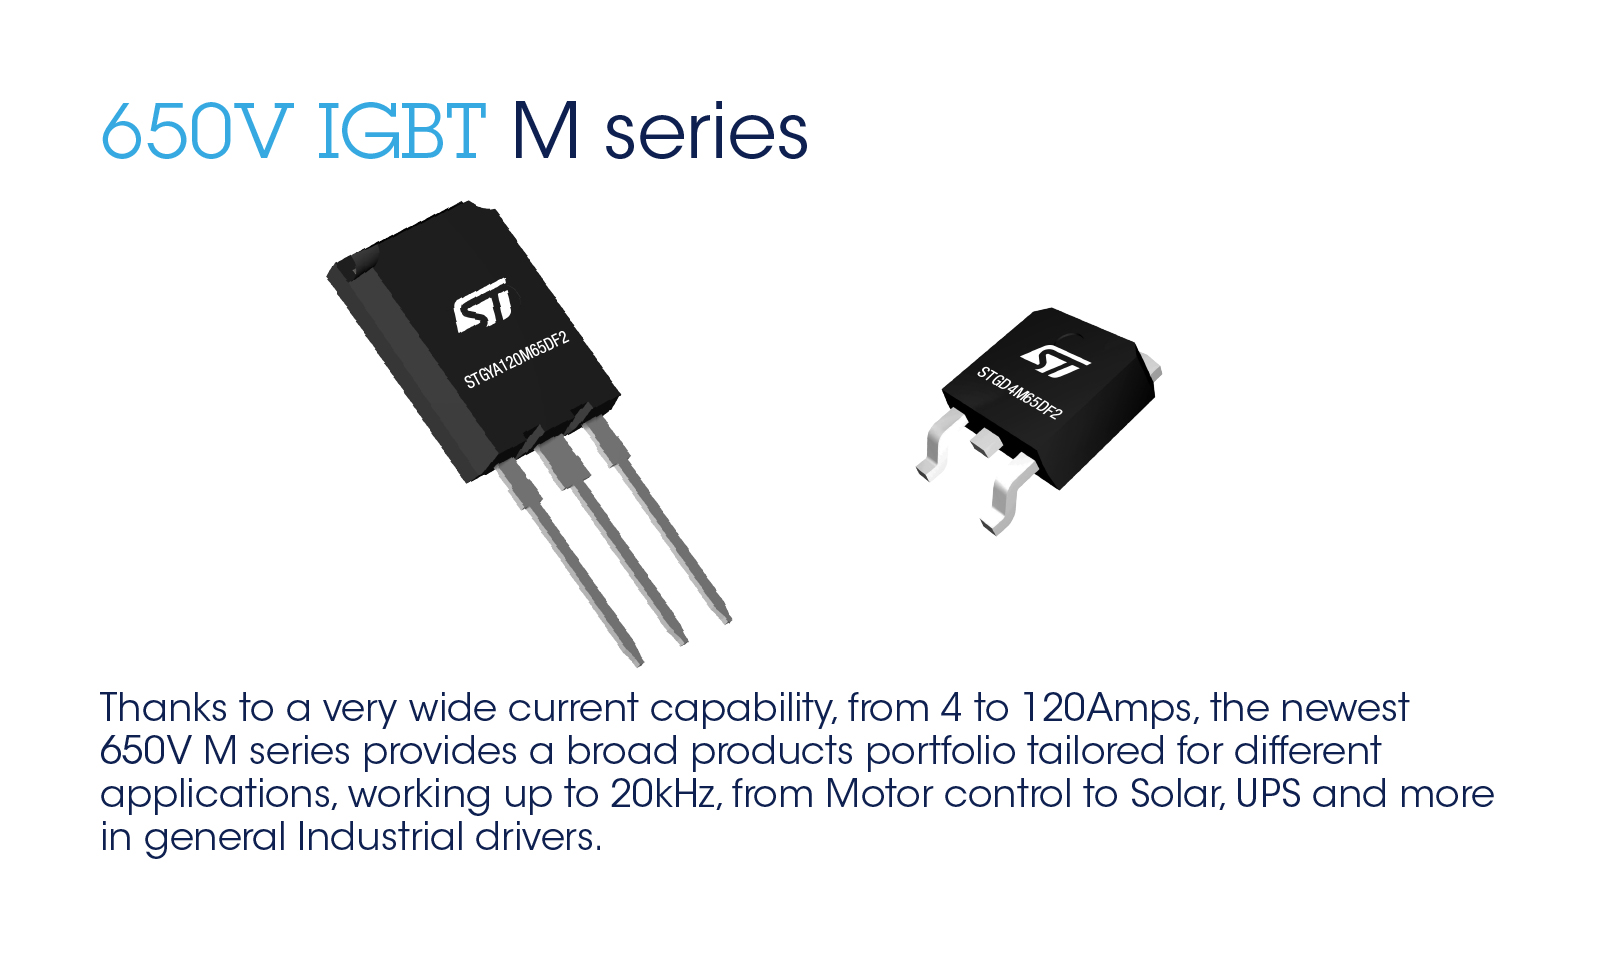 650V IGBT M series
ST
STGYA120M65DF2
ST
STGD4M65DF2
Thanks to a very wide current capability, from 4 to 120Amps, the newest
650V M series provides a broad products portfolio tailored for different
applications, working up to 20kHz, from Motor control to Solar, UPS and more
in general Industrial drivers.